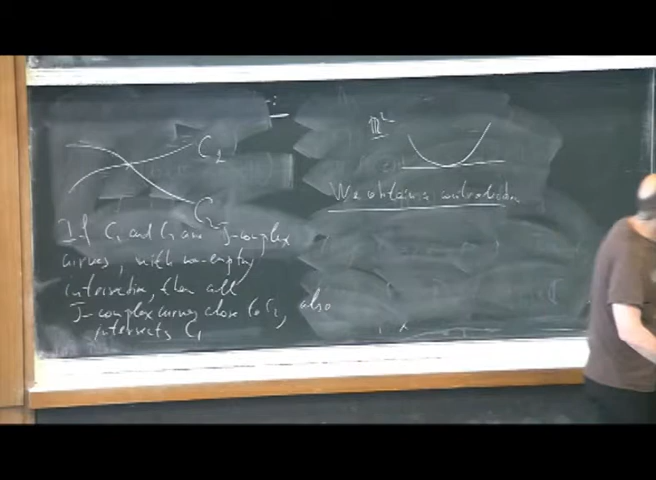 C₂
C₂
If C₁ and C₂ are J-complex
curves, with non-empty
intersection, then all
J-complex curves close to C₂, also
intersects C₁
ℝ²
We obtain a contradiction